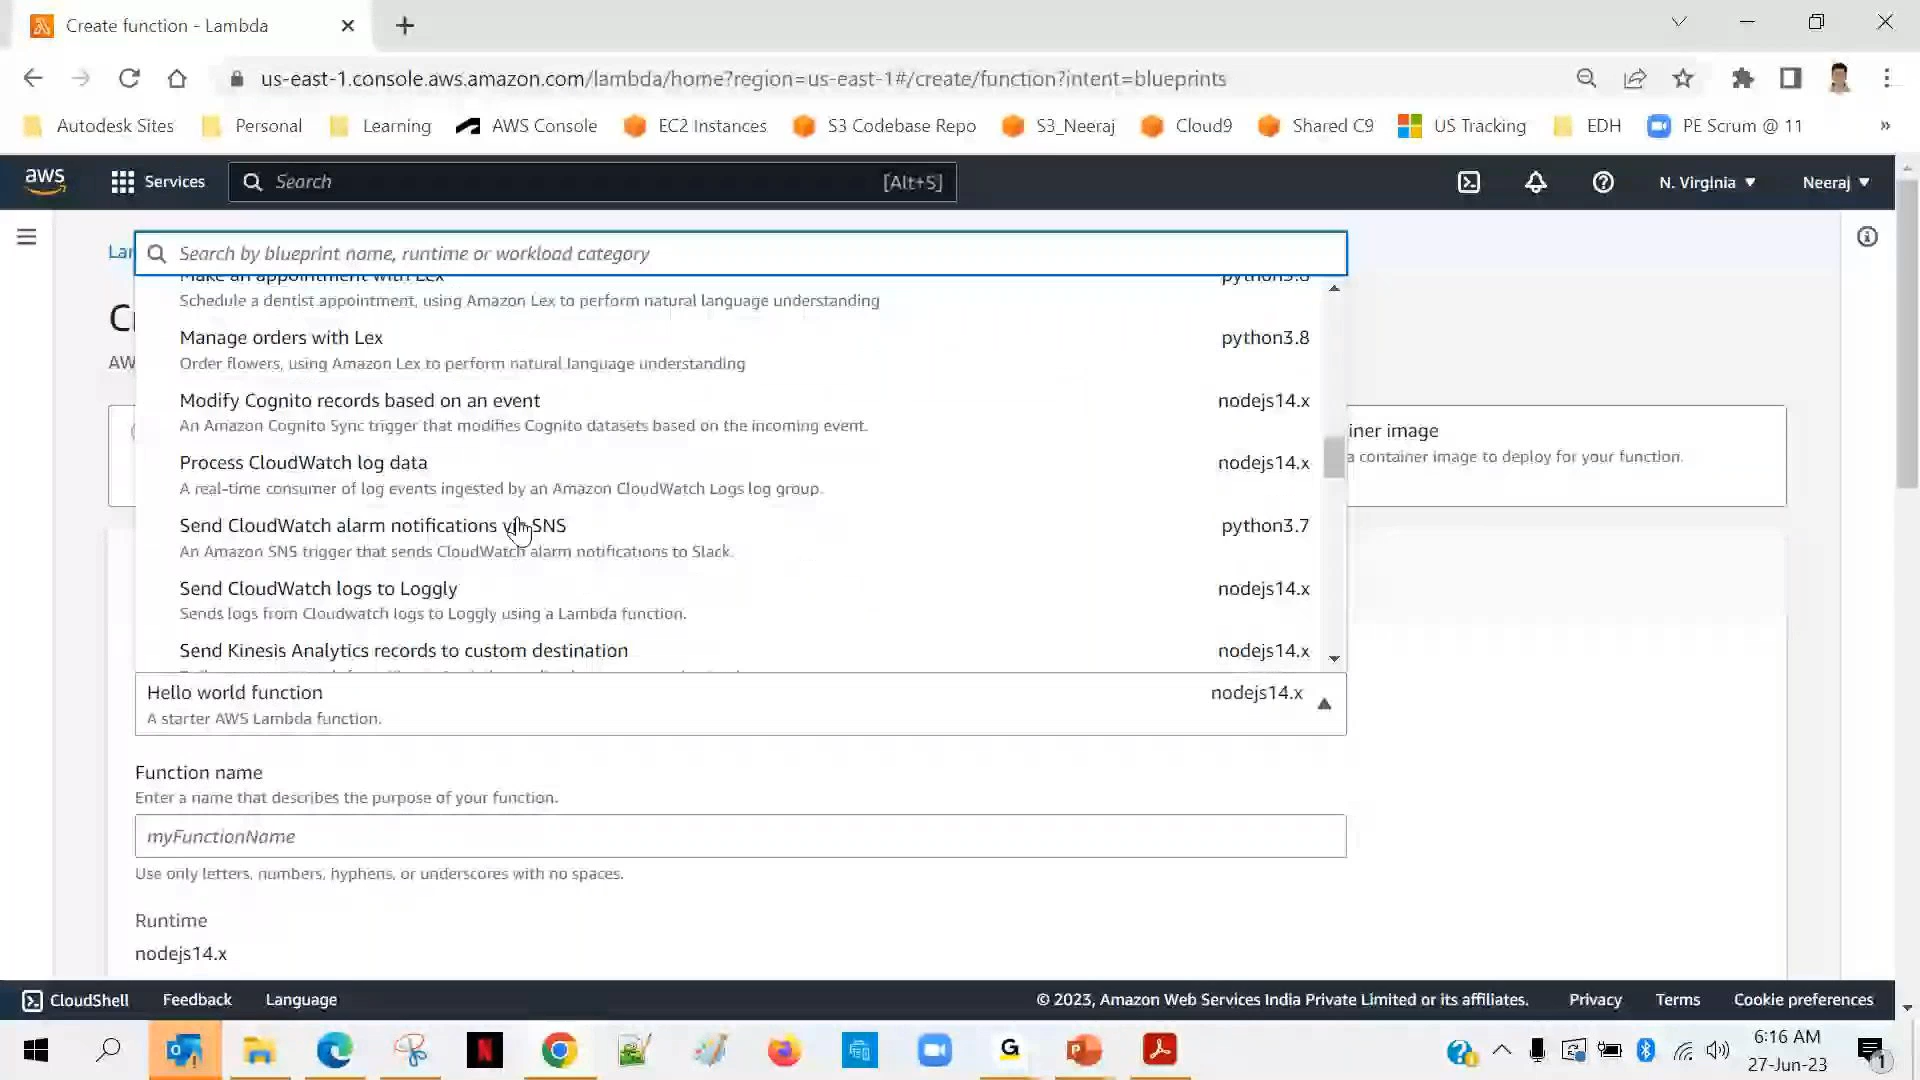 Create function - Lambda
us-east-1.console.aws.amazon.com/lambda/home?region=us-east-1#/create/function?intent=blueprints
Autodesk Sites Personal Learning AWS Console EC2 Instances S3 Codebase Repo S3_Neeraj Cloud9 Shared C9 US Tracking EDH PE Scrum @ 11 »
aws Services Search [Alt+S] N. Virginia Neeraj
Lar
Search by blueprint name, runtime or workload category
Make an appointment with Lex python3.8
Schedule a dentist appointment, using Amazon Lex to perform natural language understanding
Manage orders with Lex python3.8
Order flowers, using Amazon Lex to perform natural language understanding
AW
Modify Cognito records based on an event nodejs14.x
An Amazon Cognito Sync trigger that modifies Cognito datasets based on the incoming event.
iner image
a container image to deploy for your function.
Process CloudWatch log data nodejs14.x
A real-time consumer of log events ingested by an Amazon CloudWatch Logs log group.
Send CloudWatch alarm notifications via SNS python3.7
An Amazon SNS trigger that sends CloudWatch alarm notifications to Slack.
Send CloudWatch logs to Loggly nodejs14.x
Sends logs from Cloudwatch logs to Loggly using a Lambda function.
Send Kinesis Analytics records to custom destination nodejs14.x
Hello world function nodejs14.x
A starter AWS Lambda function.
Function name
Enter a name that describes the purpose of your function.
myFunctionName
Use only letters, numbers, hyphens, or underscores with no spaces.
Runtime
nodejs14.x
CloudShell Feedback Language © 2023, Amazon Web Services India Private Limited or its affiliates. Privacy Terms Cookie preferences
6:16 AM
27-Jun-23
1